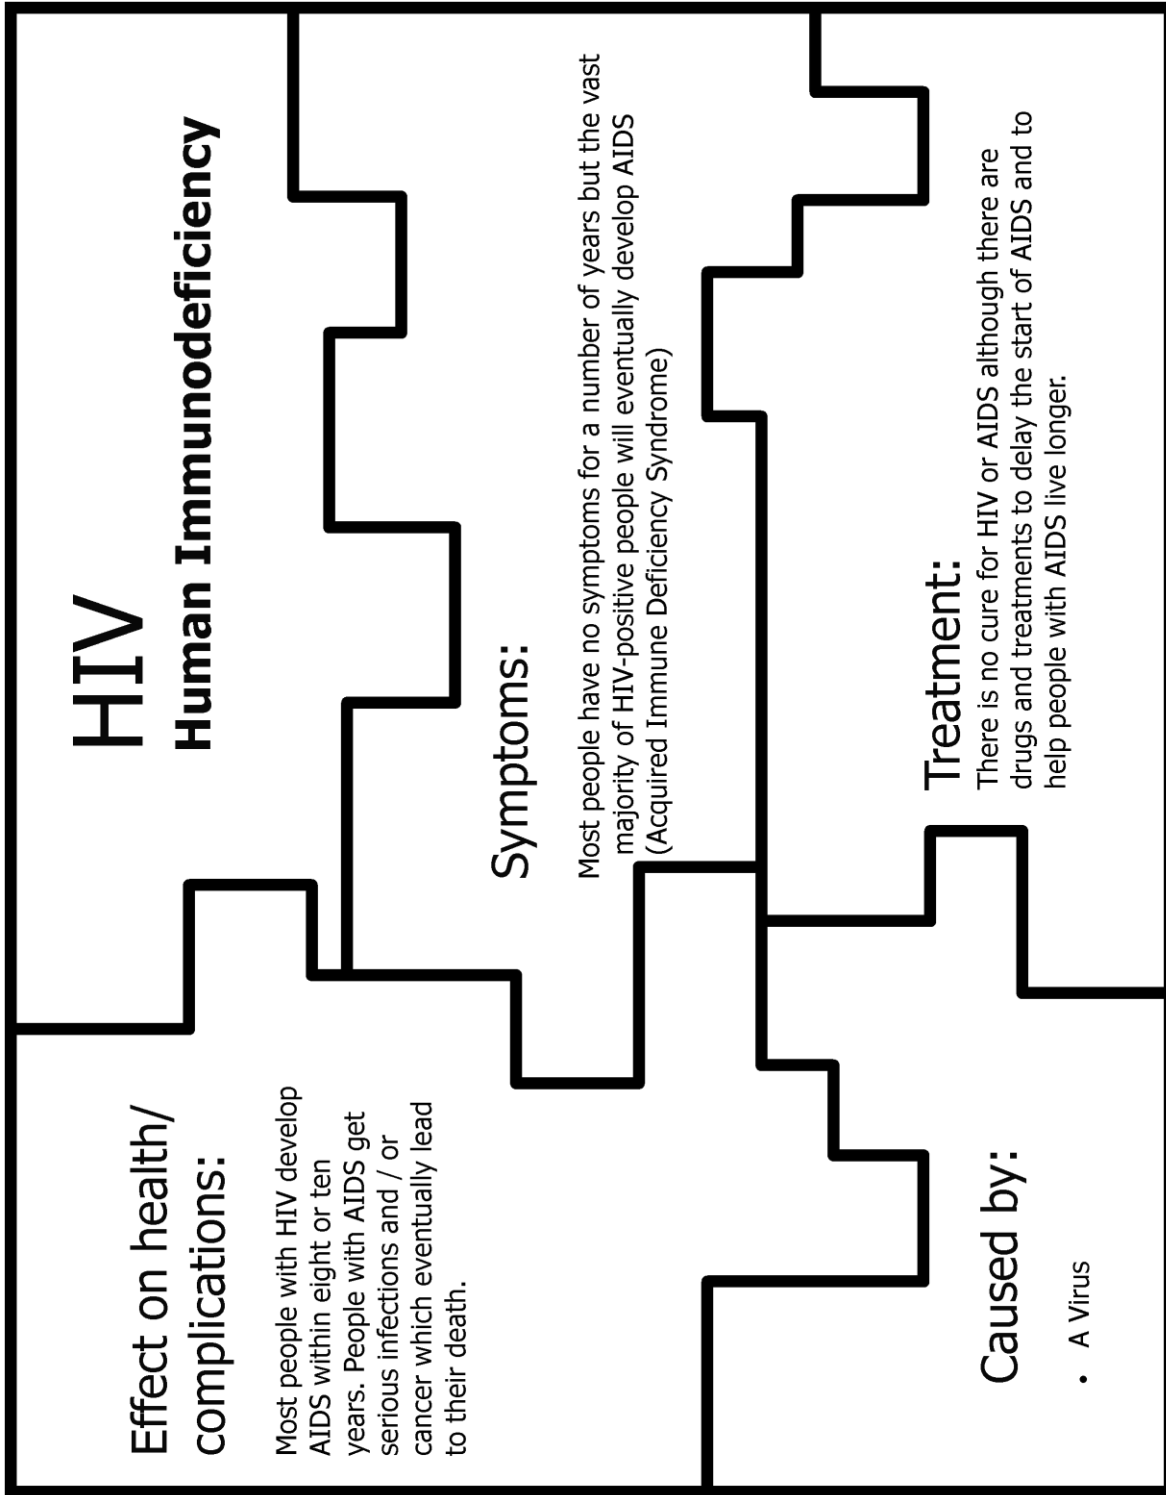 Effect on health/
complications:
Most people with HIV develop
AIDS within eight or ten
years. People with AIDS get
serious infections and / or
cancer which eventually lead
to their death.
HIV
Human Immunodeficiency
Symptoms:
Most people have no symptoms for a number of years but the vast
majority of HIV-positive people will eventually develop AIDS
(Acquired Immune Deficiency Syndrome)
Caused by:
• A Virus
Treatment:
There is no cure for HIV or AIDS although there are
drugs and treatments to delay the start of AIDS and to
help people with AIDS live longer.